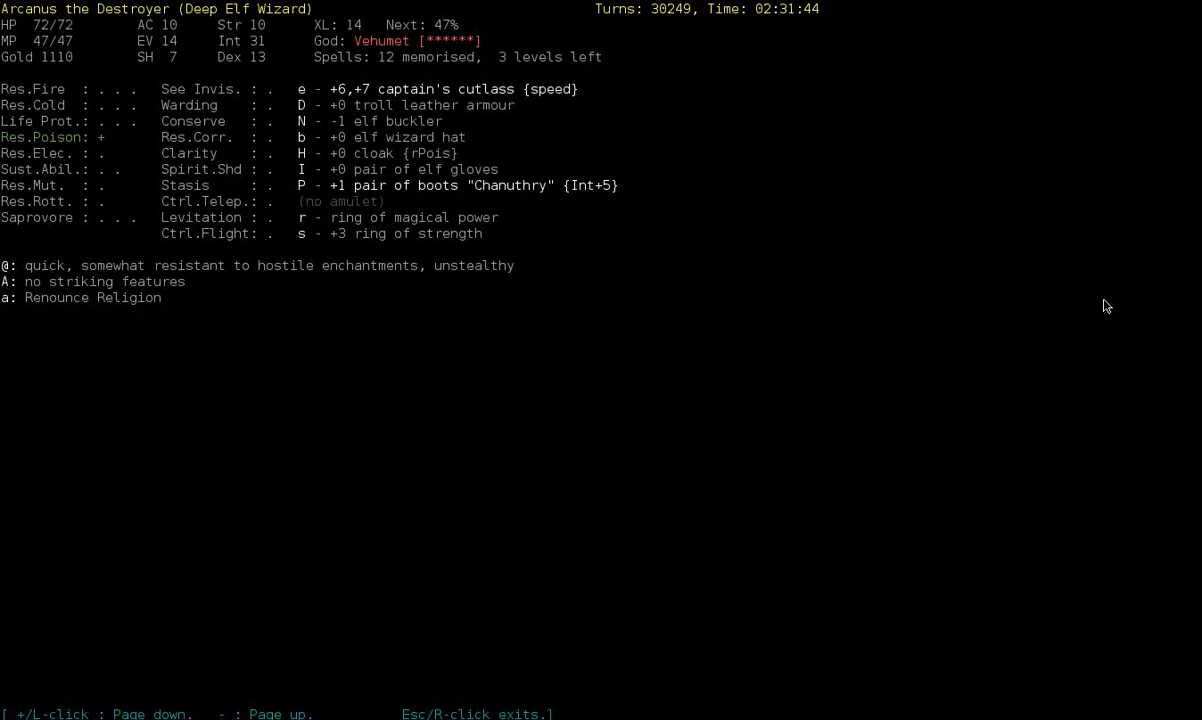 Arcanus the Destroyer (Deep Elf Wizard) Turns: 30249, Time: 02:31:44
HP 72/72 AC 10 Str 10 XL: 14 Next: 47%
MP 47/47 EV 14 Int 31 God: Vehumet [******]
Gold 1110 SH 7 Dex 13 Spells: 12 memorised, 3 levels left
Res.Fire : . . . See Invis. : . e - +6,+7 captain's cutlass {speed}
Res.Cold : . . . Warding : . D - +0 troll leather armour
Life Prot.: . . . Conserve : . N - -1 elf buckler
Res.Poison: + Res.Corr. : . b - +0 elf wizard hat
Res.Elec. : . Clarity : . H - +0 cloak {rPois}
Sust.Abil.: . . Spirit.Shd : . I - +0 pair of elf gloves
Res.Mut. : . Stasis : . P - +1 pair of boots "Chanuthry" {Int+5}
Res.Rott. : . Ctrl.Telep.: . (no amulet)
Saprovore : . . . Levitation : . r - ring of magical power
Ctrl.Flight: . s - +3 ring of strength
@: quick, somewhat resistant to hostile enchantments, unstealthy
A: no striking features
a: Renounce Religion
[ +/L-click : Page down. - : Page up. Esc/R-click exits.]